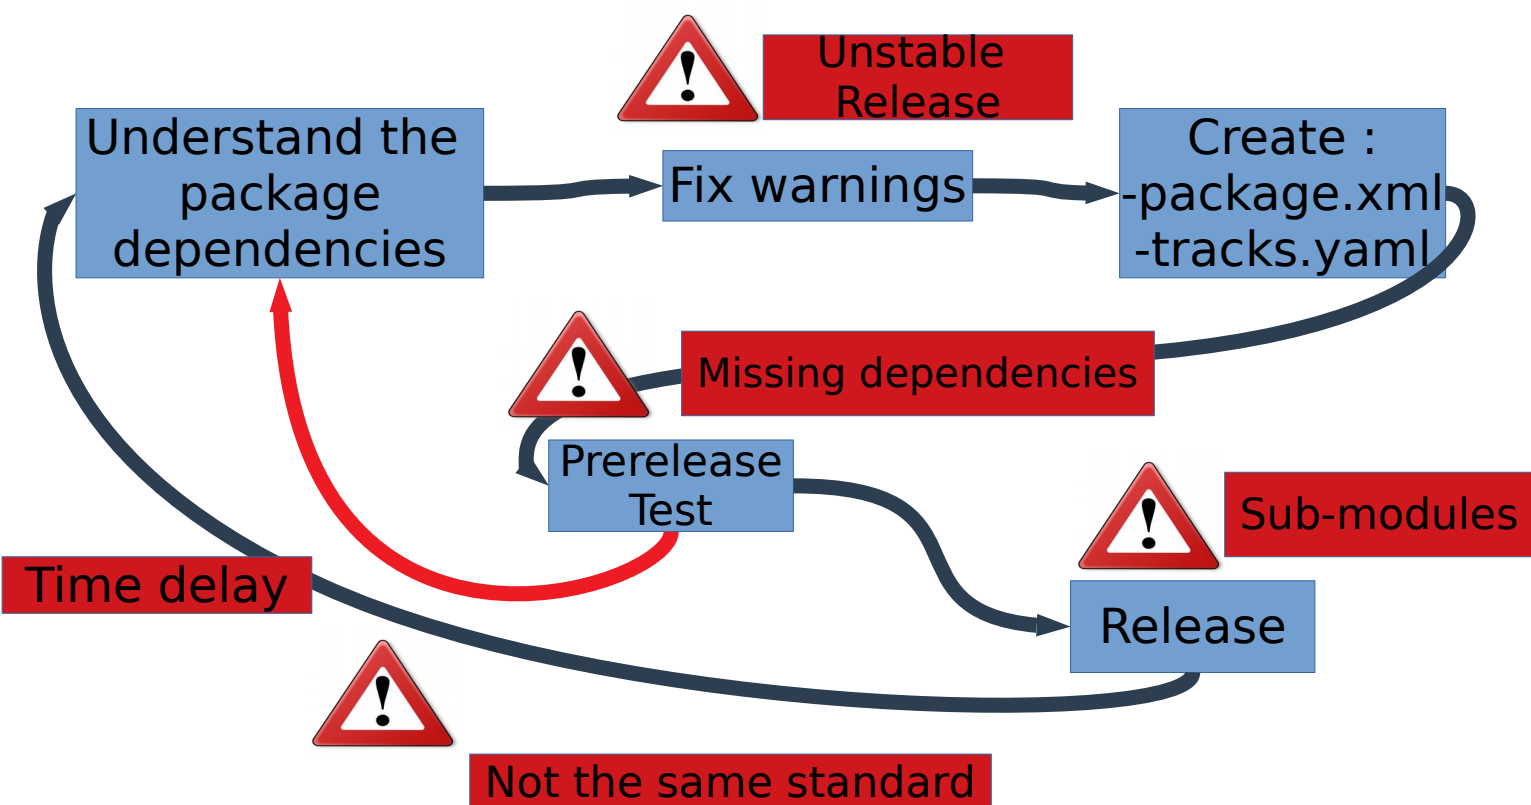 Unstable
Release
Understand the
package
dependencies
Fix warnings
Create :
-package.xml
-tracks.yaml
Missing dependencies
Prerelease
Test
Sub-modules
Time delay
Release
Not the same standard